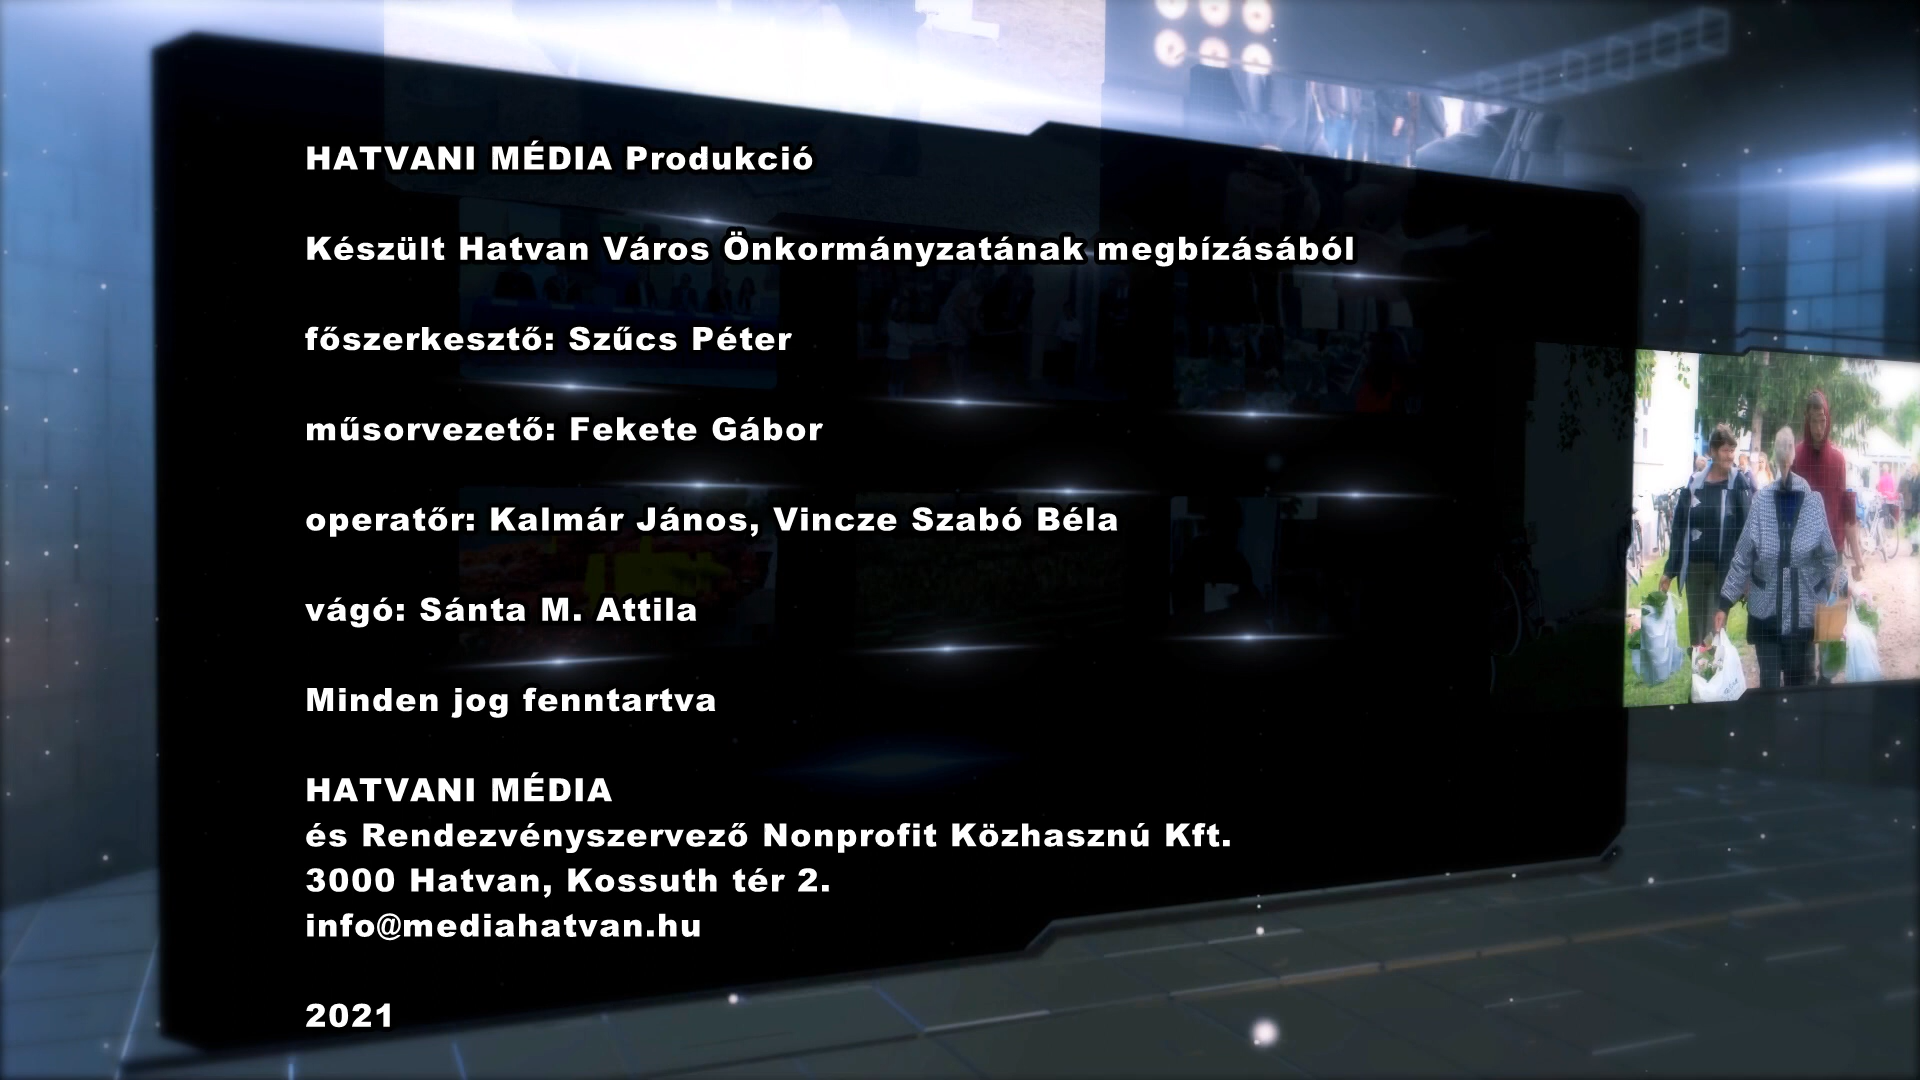 HATVANI MÉDIA Produkció
Készült Hatvan Város Önkormányzatának megbízásából
főszerkesztő: Szűcs Péter
műsorvezető: Fekete Gábor
operatőr: Kalmár János, Vincze Szabó Béla
vágó: Sánta M. Attila
Minden jog fenntartva
HATVANI MÉDIA
és Rendezvényszervező Nonprofit Közhasznú Kft.
3000 Hatvan, Kossuth tér 2.
info@mediahatvan.hu
2021